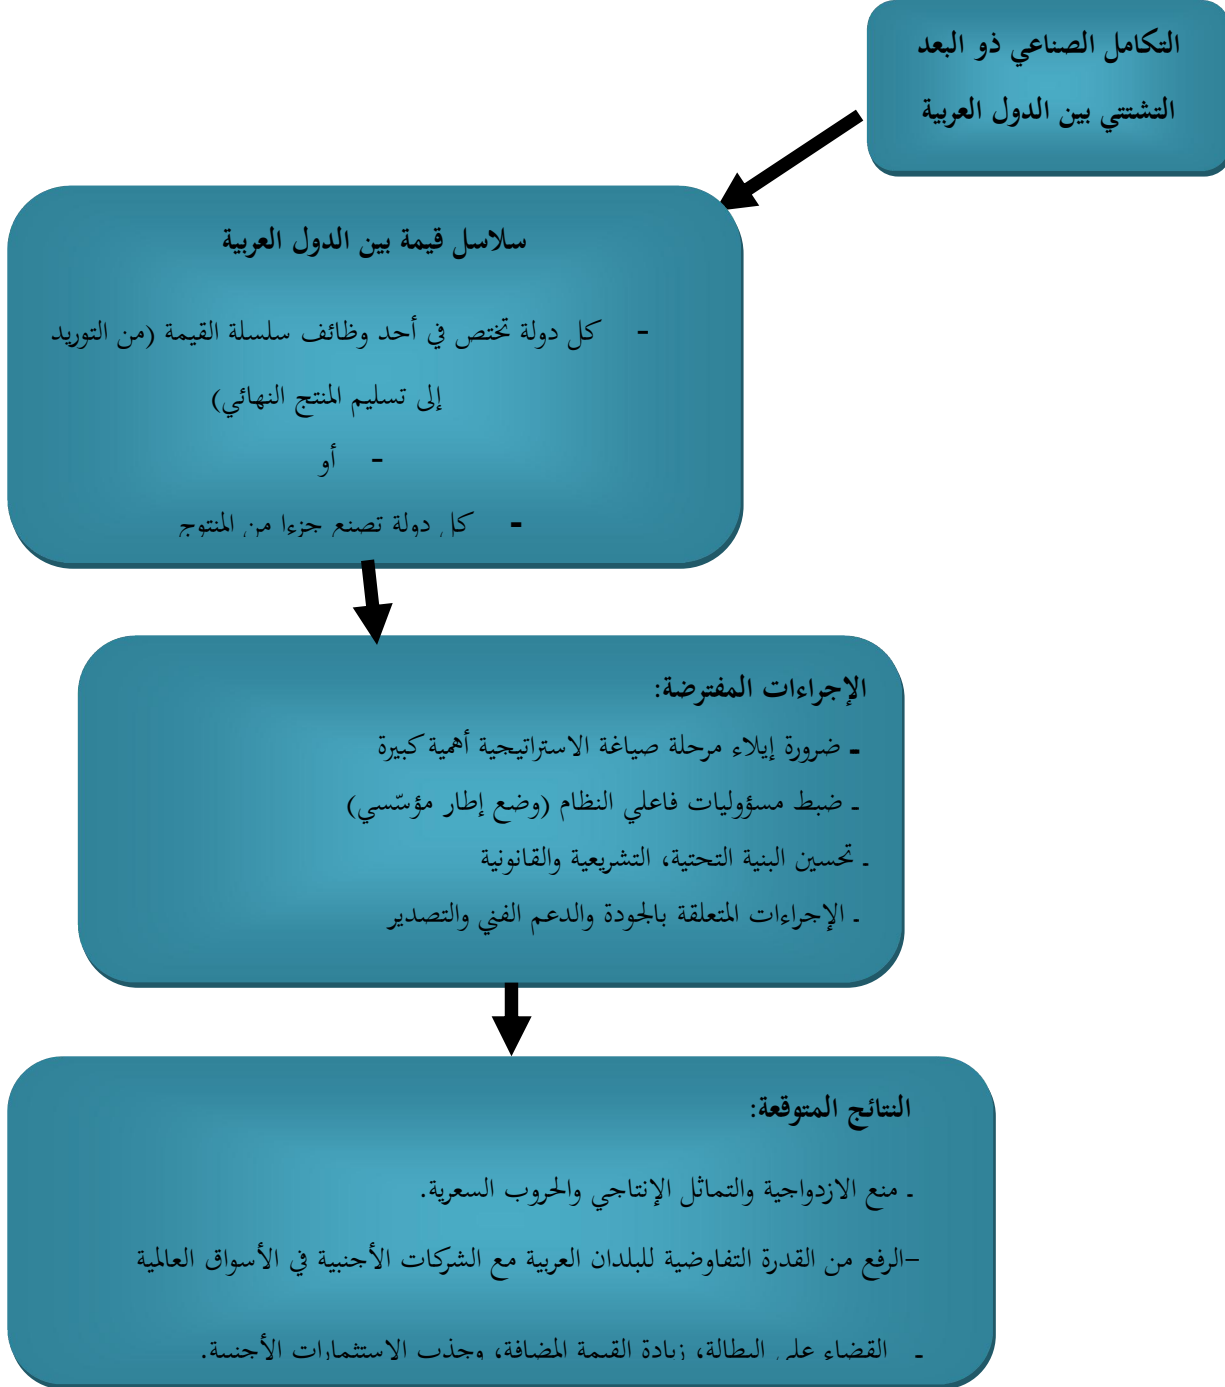 التكامل الصناعي ذو البعد
التشتتي بين الدول العربية
سلاسل قيمة بين الدول العربية
- كل دولة تختص في أحد وظائف سلسلة القيمة (من التوريد
إلى تسليم المنتج النهائي)
- أو
- كل دولة تصنع جزءا من المنتوج
الإجراءات المفترضة:
- ضرورة إيلاء مرحلة صياغة الاستراتيجية أهمية كبيرة
- ضبط مسؤوليات فاعلي النظام (وضع إطار مؤسّسي)
- تحسين البنية التحتية، التشريعية والقانونية
- الإجراءات المتعلقة بالجودة والدعم الفني والتصدير
النتائج المتوقعة:
- منع الازدواجية والتماثل الإنتاجي والحروب السعرية.
-الرفع من القدرة التفاوضية للبلدان العربية مع الشركات الأجنبية في الأسواق العالمية
- القضاء على البطالة، زيادة القيمة المضافة، وجذب الاستثمارات الأجنبية.